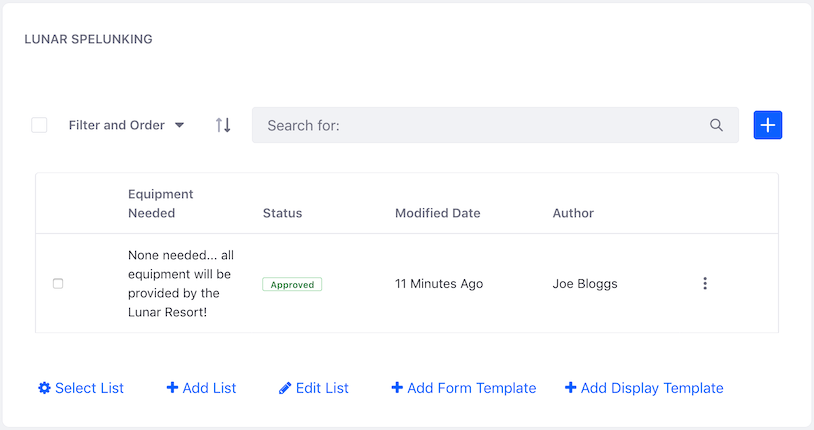 LUNAR SPELUNKING
Filter and Order
Search for:
Equipment
Needed
Status
Modified Date
Author
None needed... all
equipment will be
provided by the
Lunar Resort!
Approved
11 Minutes Ago
Joe Bloggs
Select List
Add List
Edit List
Add Form Template
Add Display Template